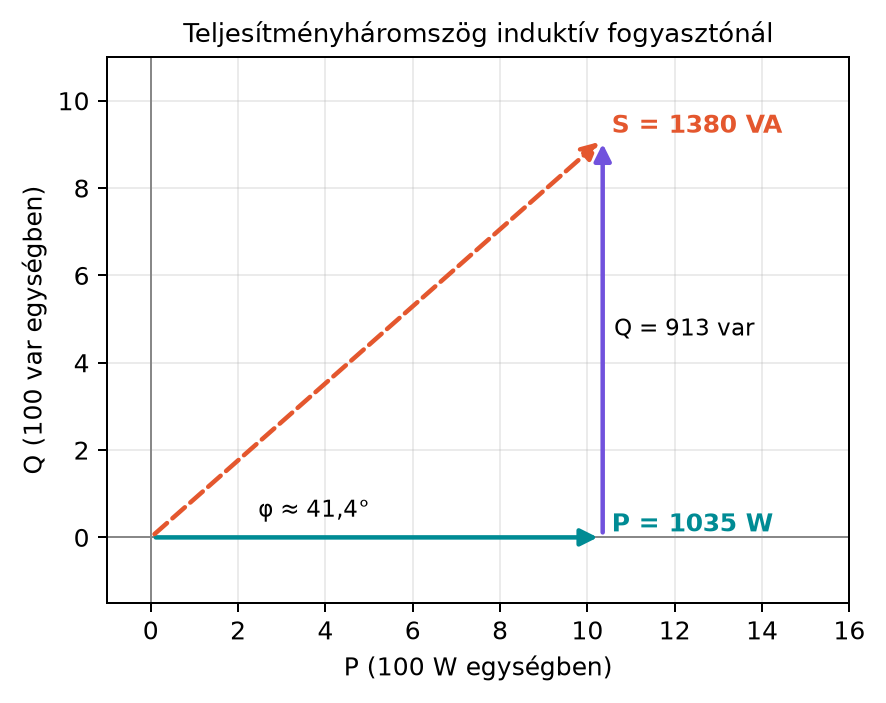 Teljesítményháromszög induktív fogyasztónál
Q (100 var egységben)
10
8
6
4
2
0
S = 1380 VA
Q = 913 var
φ ≈ 41,4°
P = 1035 W
0 2 4 6 8 10 12 14 16
P (100 W egységben)